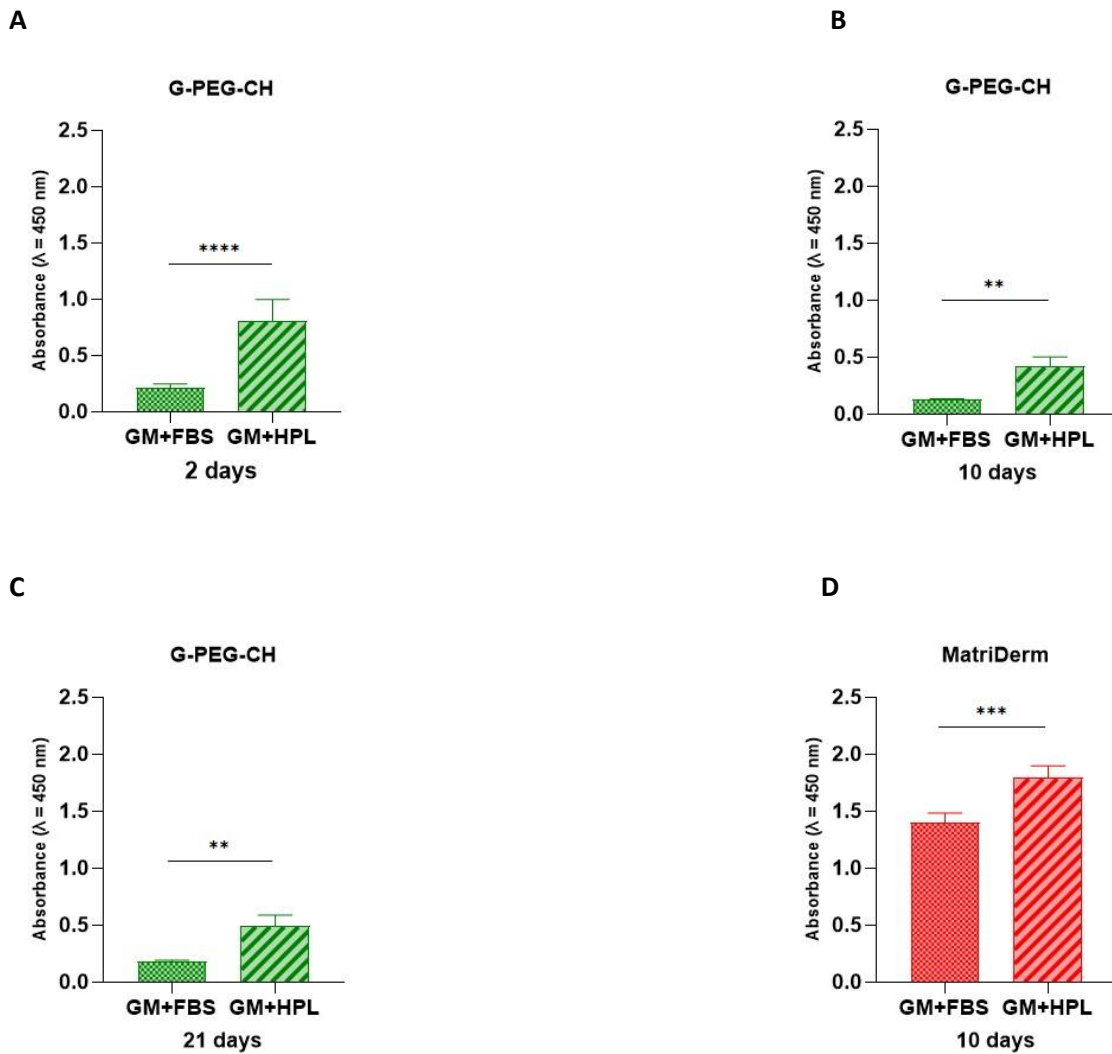 A
G-PEG-CH
Absorbance (λ = 450 nm)
2.5
2.0
1.5
1.0
0.5
0.0
****
GM+FBS GM+HPL
2 days
B
G-PEG-CH
Absorbance (λ = 450 nm)
2.5
2.0
1.5
1.0
0.5
0.0
**
GM+FBS GM+HPL
10 days
C
G-PEG-CH
Absorbance (λ = 450 nm)
2.5
2.0
1.5
1.0
0.5
0.0
**
GM+FBS GM+HPL
21 days
D
MatriDerm
Absorbance (λ = 450 nm)
2.5
2.0
1.5
1.0
0.5
0.0
***
GM+FBS GM+HPL
10 days